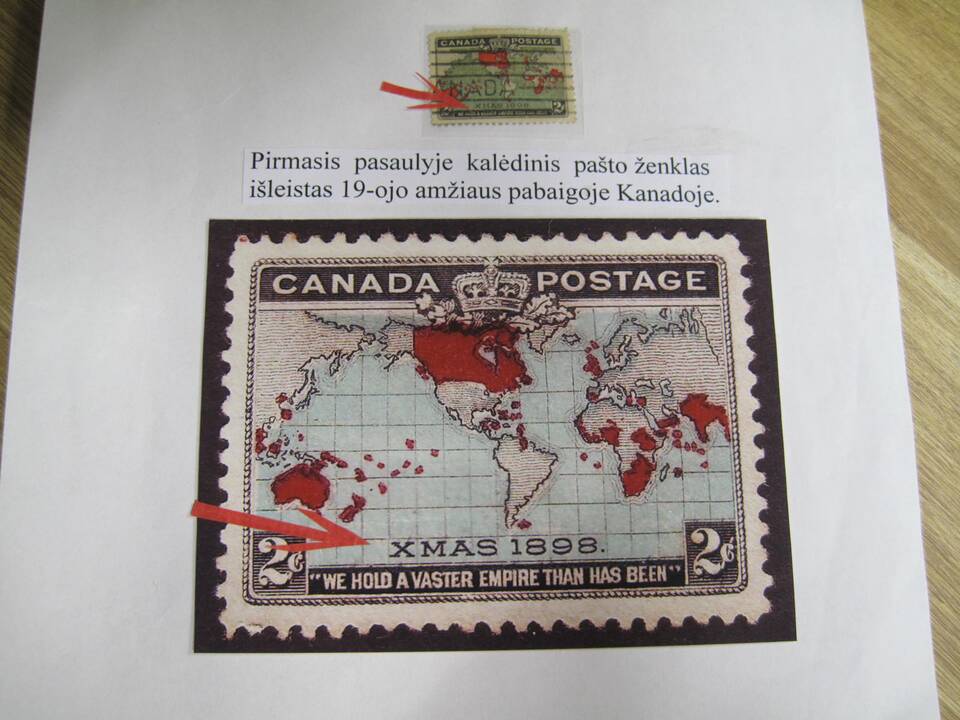 CANADA POSTAGE
XMAS 1898
2
Pirmasis pasaulyje kalėdinis pašto ženklas
išleistas 19-ojo amžiaus pabaigoje Kanadoje.
CANADA POSTAGE
XMAS 1898.
2¢ 2¢
"WE HOLD A VASTER EMPIRE THAN HAS BEEN"